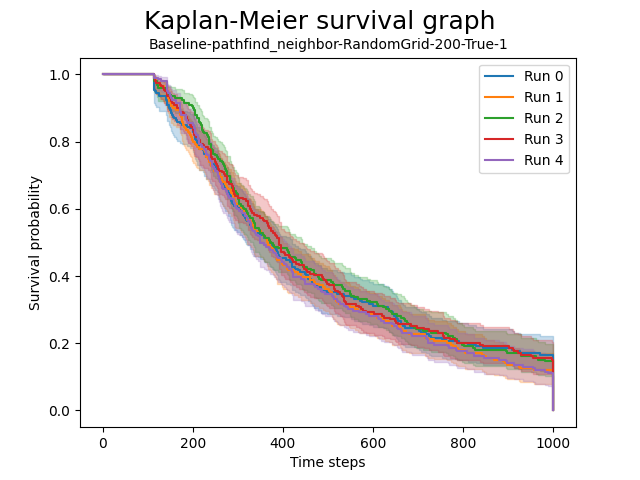 Kaplan-Meier survival graph
Baseline-pathfind_neighbor-RandomGrid-200-True-1
Survival probability
1.0
0.8
0.6
0.4
0.2
0.0
Run 0
Run 1
Run 2
Run 3
Run 4
0 200 400 600 800 1000
Time steps